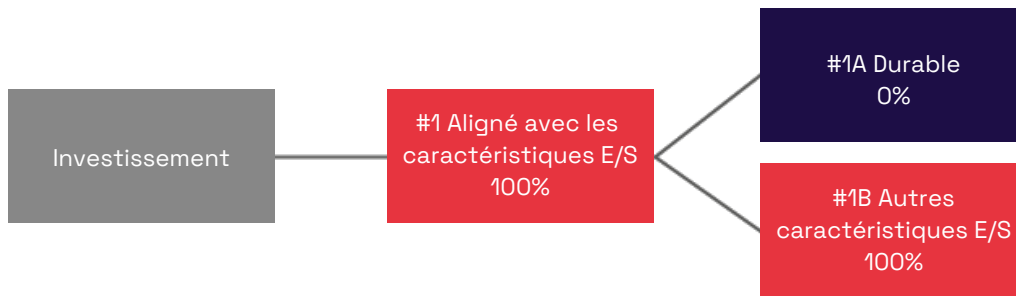 Investissement
#1 Aligné avec les
caractéristiques E/S
100%
#1A Durable
0%
#1B Autres
caractéristiques E/S
100%